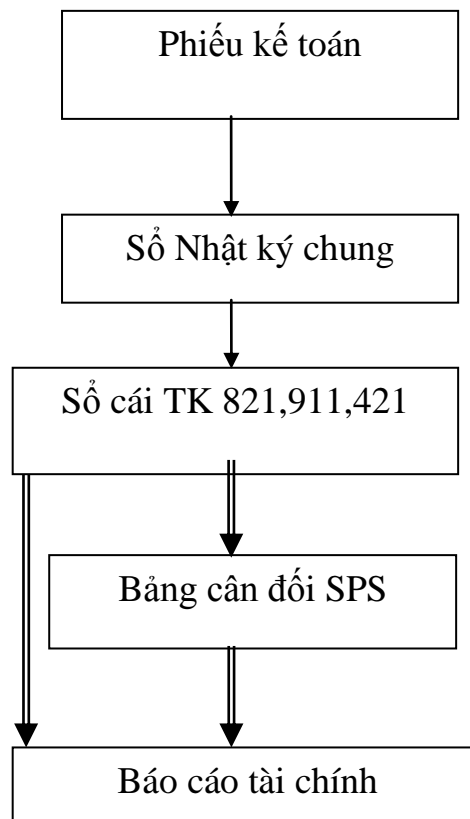 Phiếu kế toán
Sổ Nhật ký chung
Sổ cái TK 821,911,421
Bảng cân đối SPS
Báo cáo tài chính